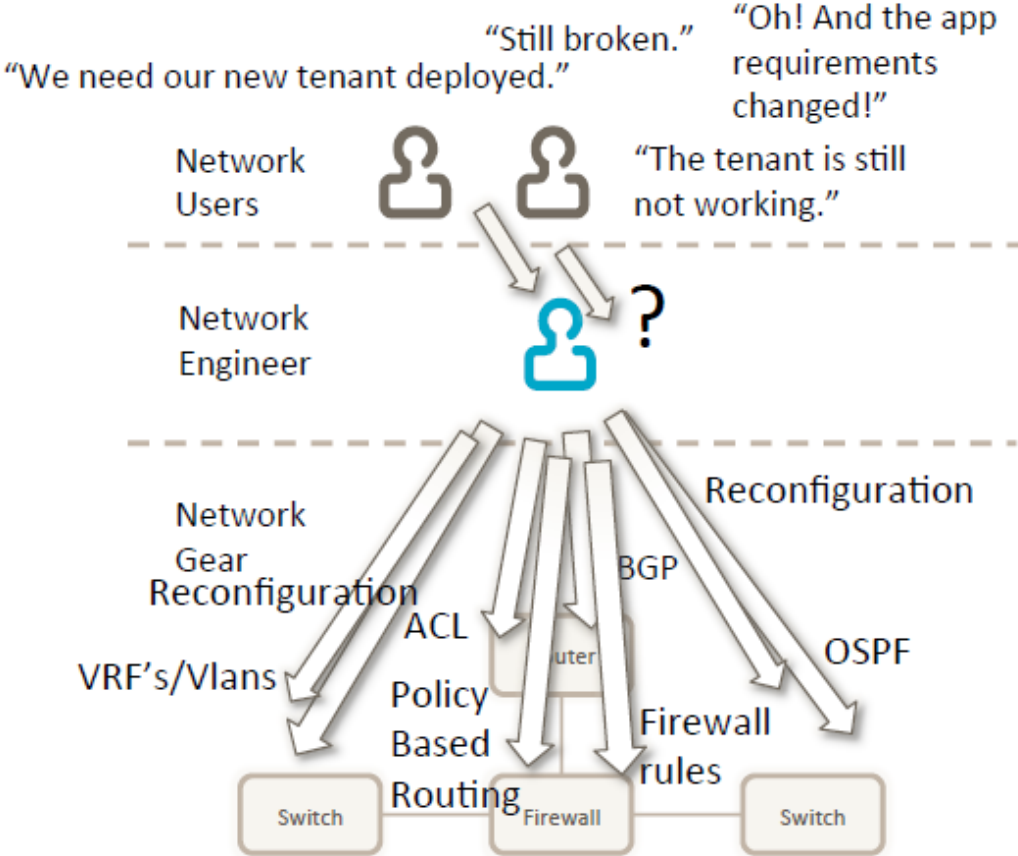 “Still broken.”
“Oh! And the app
requirements
changed!”
“We need our new tenant deployed.”
Network
Users
“The tenant is still
not working.”
?
Network
Engineer
Reconfiguration
Network
Gear
Reconfiguration
BGP
ACL
OSPF
VRF's/Vlans
Policy
Based
Routing
Firewall
rules
Switch
Firewall
Switch